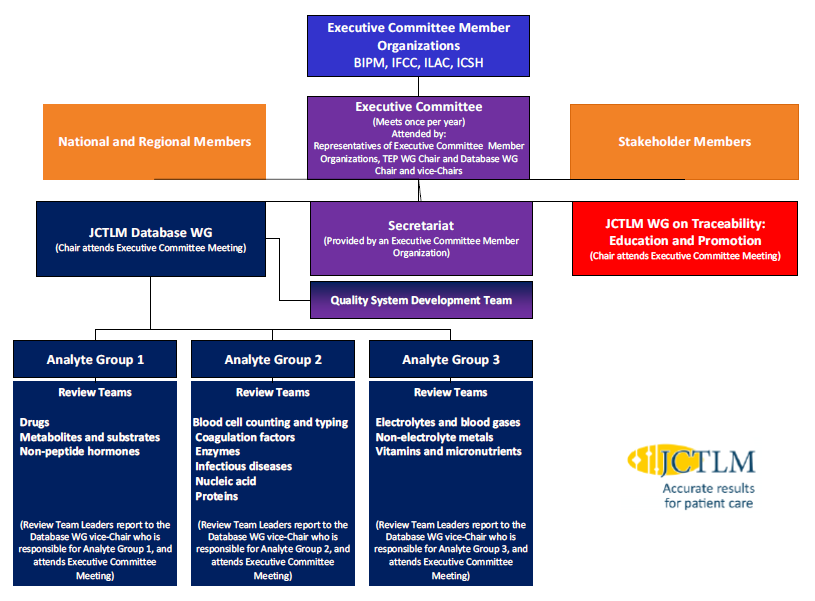 Executive Committee Member
Organizations
BIPM, IFCC, ILAC, ICSH
National and Regional Members
Executive Committee
(Meets once per year)
Attended by:
Representatives of Executive Committee Member
Organizations, TEP WG Chair and Database WG
Chair and vice-Chairs
Stakeholder Members
JCTLM Database WG
(Chair attends Executive Committee Meeting)
Secretariat
(Provided by an Executive Committee Member
Organization)
JCTLM WG on Traceability:
Education and Promotion
(Chair attends Executive Committee Meeting)
Quality System Development Team
Analyte Group 1
Review Teams
Drugs
Metabolites and substrates
Non-peptide hormones
(Review Team Leaders report to the
Database WG vice-Chair who is
responsible for Analyte Group 1, and
attends Executive Committee
Meeting)
Analyte Group 2
Review Teams
Blood cell counting and typing
Coagulation factors
Enzymes
Infectious diseases
Nucleic acid
Proteins
(Review Team Leaders report to the
Database WG vice-Chair who is
responsible for Analyte Group 2, and
attends Executive Committee
Meeting)
Analyte Group 3
Review Teams
Electrolytes and blood gases
Non-electrolyte metals
Vitamins and micronutrients
(Review Team Leaders report to the
Database WG vice-Chair who is
responsible for Analyte Group 3, and
attends Executive Committee
Meeting)
JCTLM
Accurate results
for patient care